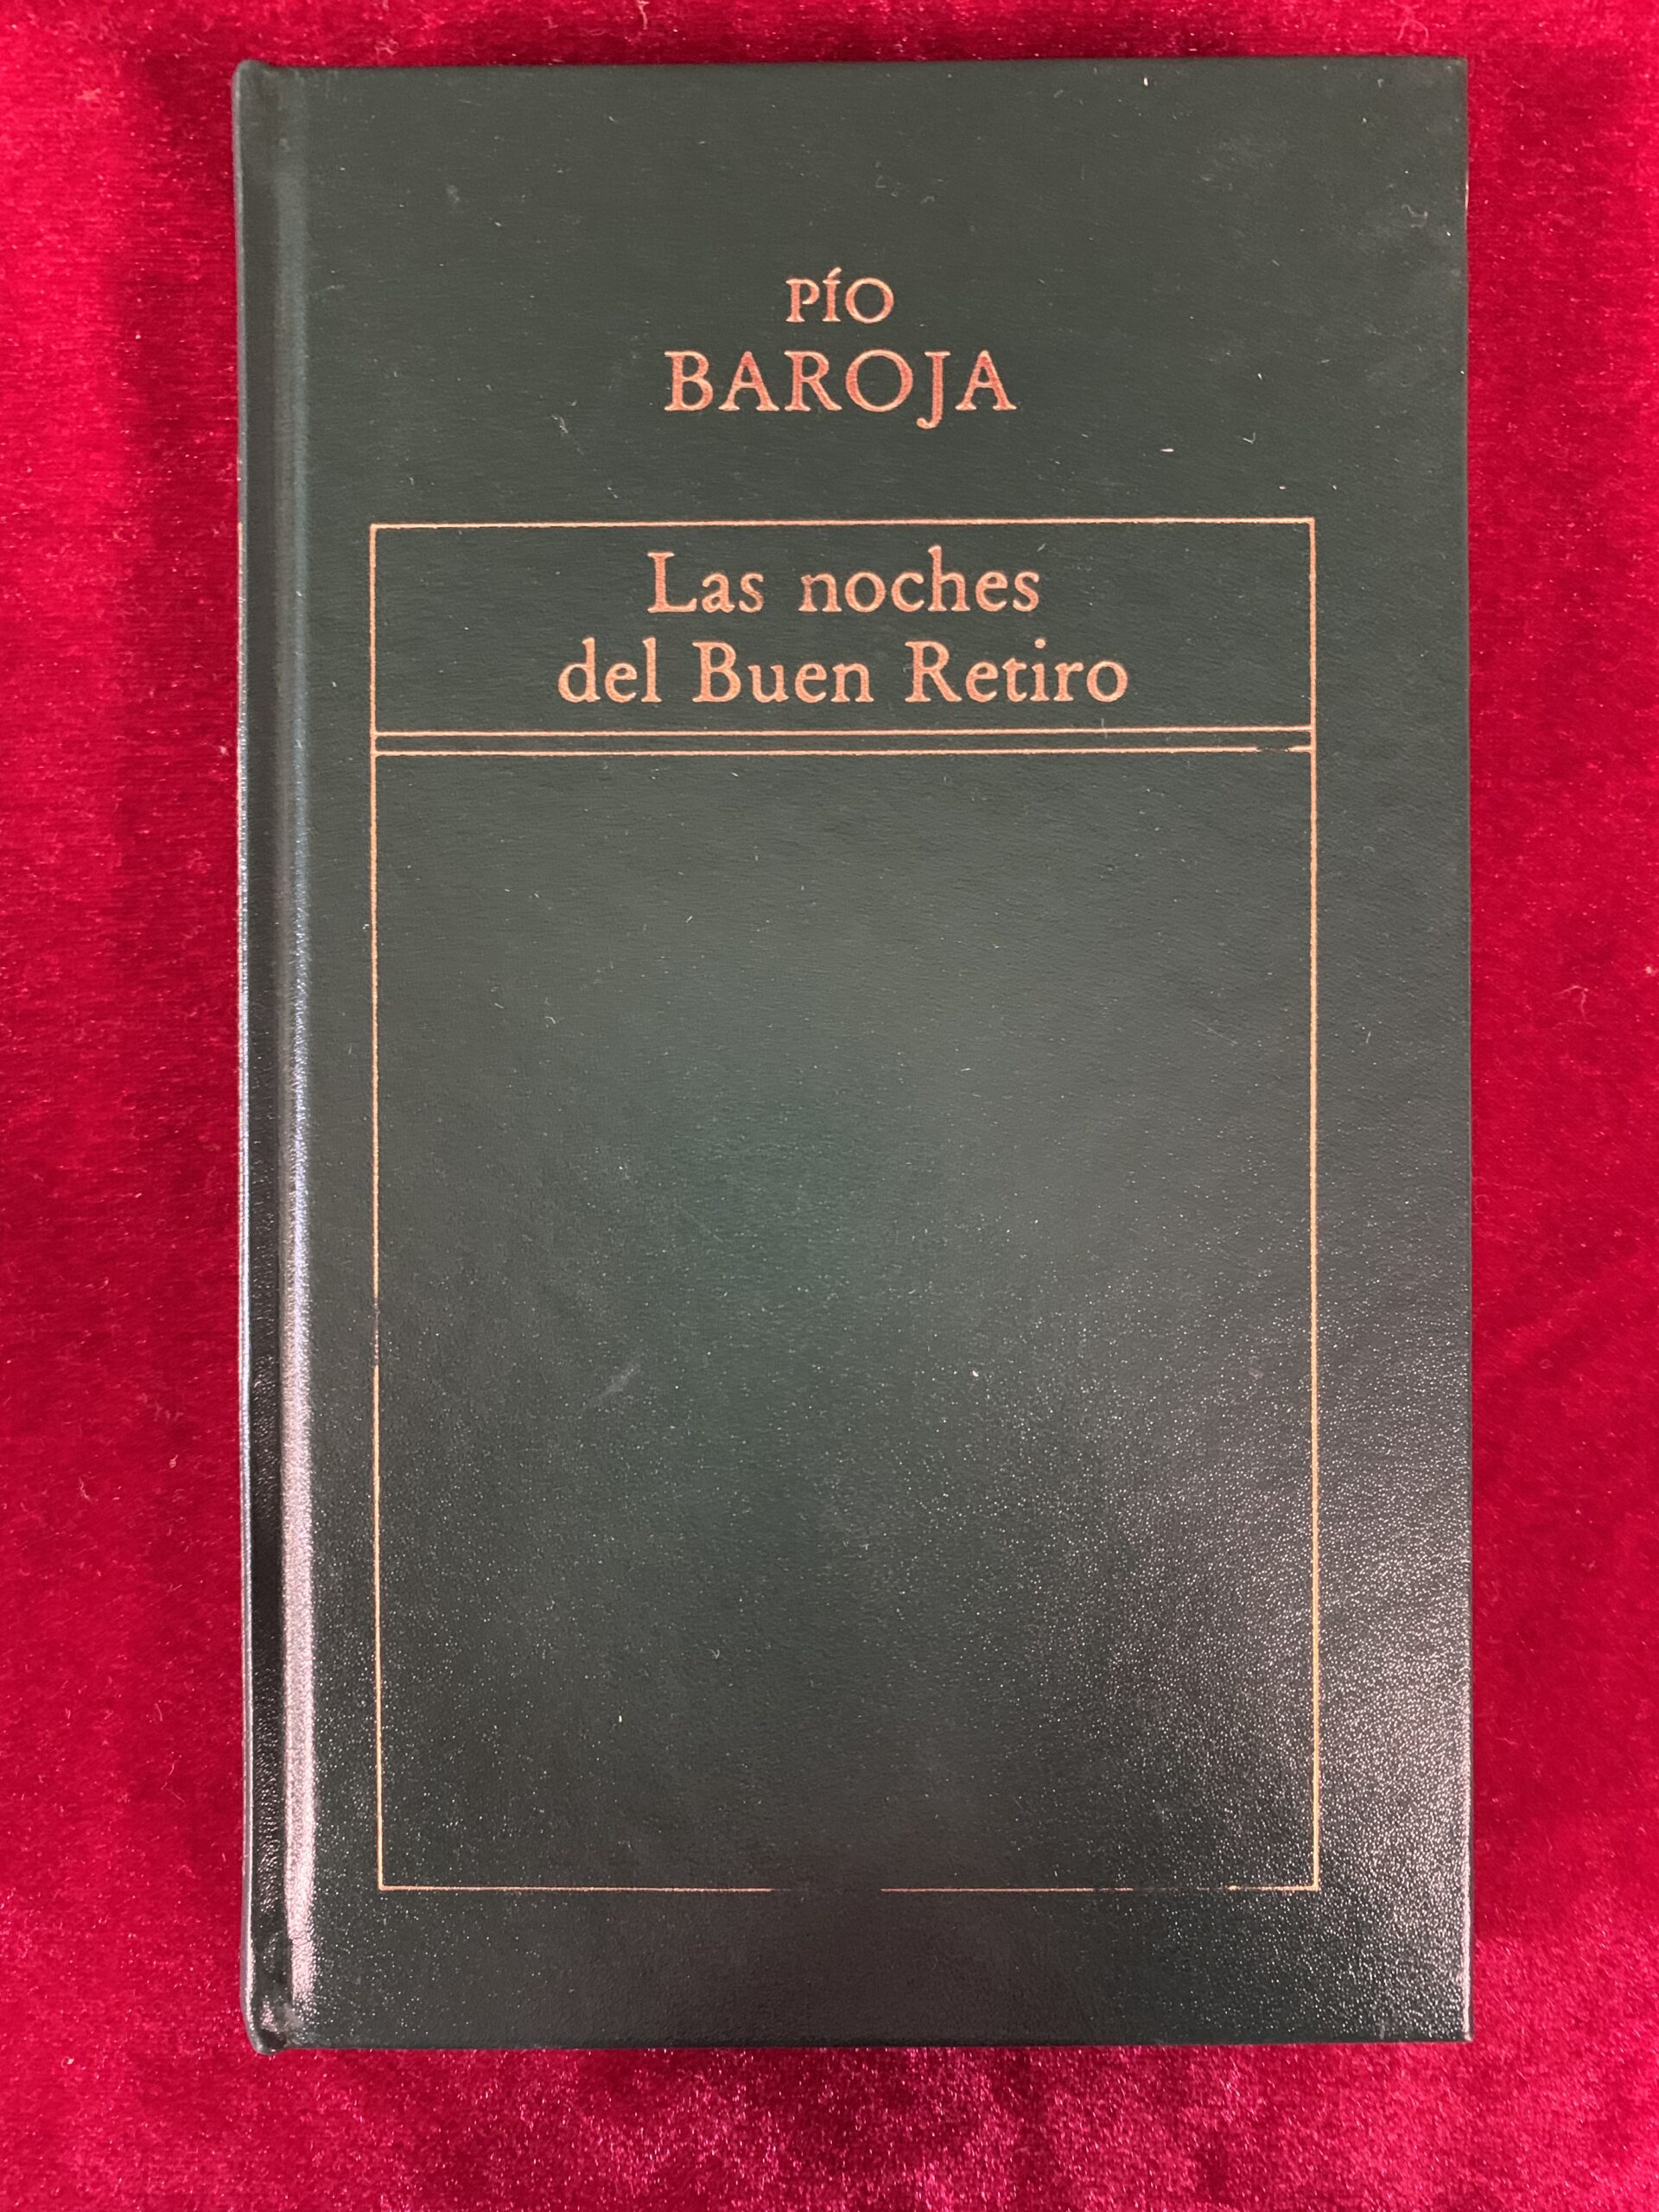 PÍO
BAROJA
Las noches
del Buen Retiro